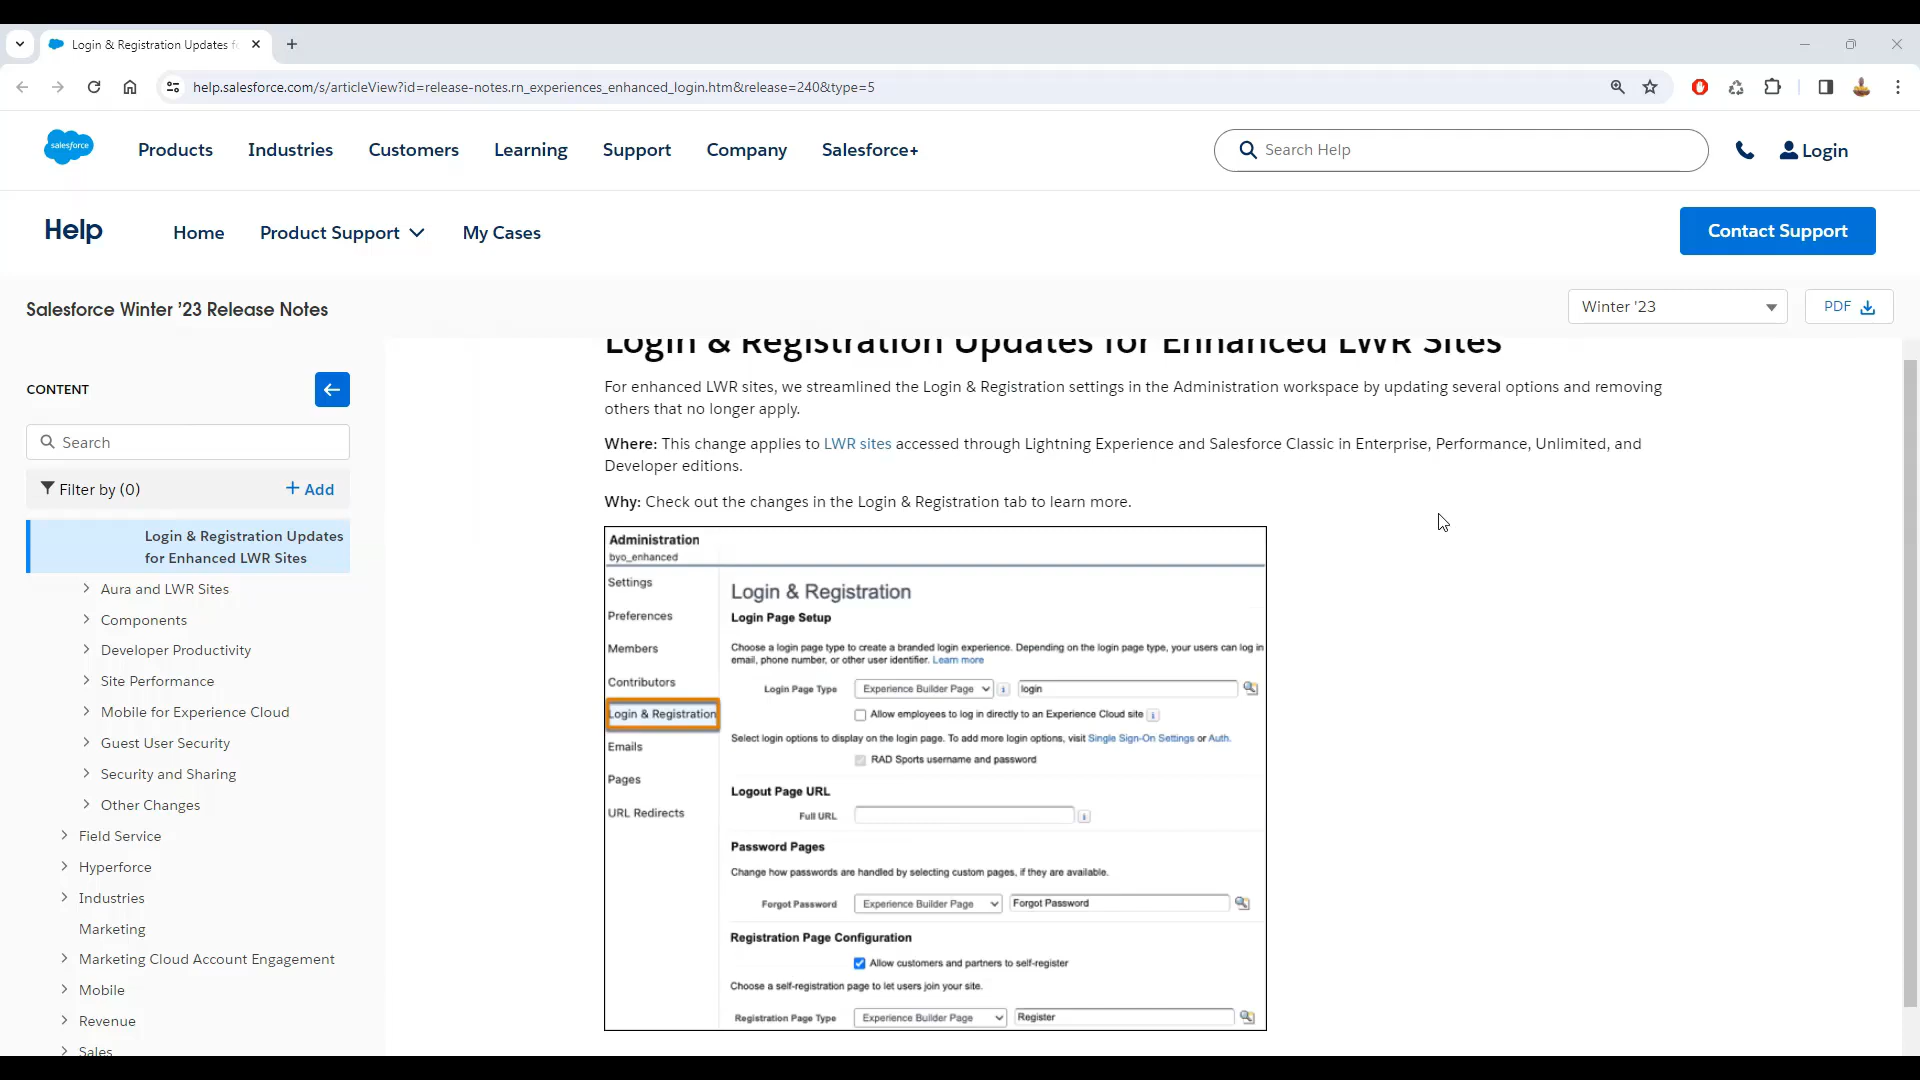 Login & Registration Updates f
help.salesforce.com/s/articleView?id=release-notes.rn_experiences_enhanced_login.htm&release=240&type=5
salesforce
Products
Industries
Customers
Learning
Support
Company
Salesforce+
Search Help
Login
Help
Home
Product Support
My Cases
Contact Support
Salesforce Winter ’23 Release Notes
Winter '23
PDF
CONTENT
Search
Filter by (0)
+ Add
Login & Registration Updates
for Enhanced LWR Sites
Aura and LWR Sites
Components
Developer Productivity
Site Performance
Mobile for Experience Cloud
Guest User Security
Security and Sharing
Other Changes
Field Service
Hyperforce
Industries
Marketing
Marketing Cloud Account Engagement
Mobile
Revenue
Sales
Login & Registration Updates for Enhanced LWR Sites
For enhanced LWR sites, we streamlined the Login & Registration settings in the Administration workspace by updating several options and removing
others that no longer apply.
Where: This change applies to LWR sites accessed through Lightning Experience and Salesforce Classic in Enterprise, Performance, Unlimited, and
Developer editions.
Why: Check out the changes in the Login & Registration tab to learn more.
Administration
byo_enhanced
Settings
Preferences
Members
Contributors
Login & Registration
Emails
Pages
URL Redirects
Login & Registration
Login Page Setup
Choose a login page type to create a branded login experience. Depending on the login page type, your users can log in
email, phone number, or other user identifier. Learn more
Login Page Type
Experience Builder Page
login
Allow employees to log in directly to an Experience Cloud site
Select login options to display on the login page. To add more login options, visit Single Sign-On Settings or Auth.
RAD Sports username and password
Logout Page URL
Full URL
Password Pages
Change how passwords are handled by selecting custom pages, if they are available.
Forgot Password
Experience Builder Page
Forgot Password
Registration Page Configuration
Allow customers and partners to self-register
Choose a self-registration page to let users join your site.
Registration Page Type
Experience Builder Page
Register